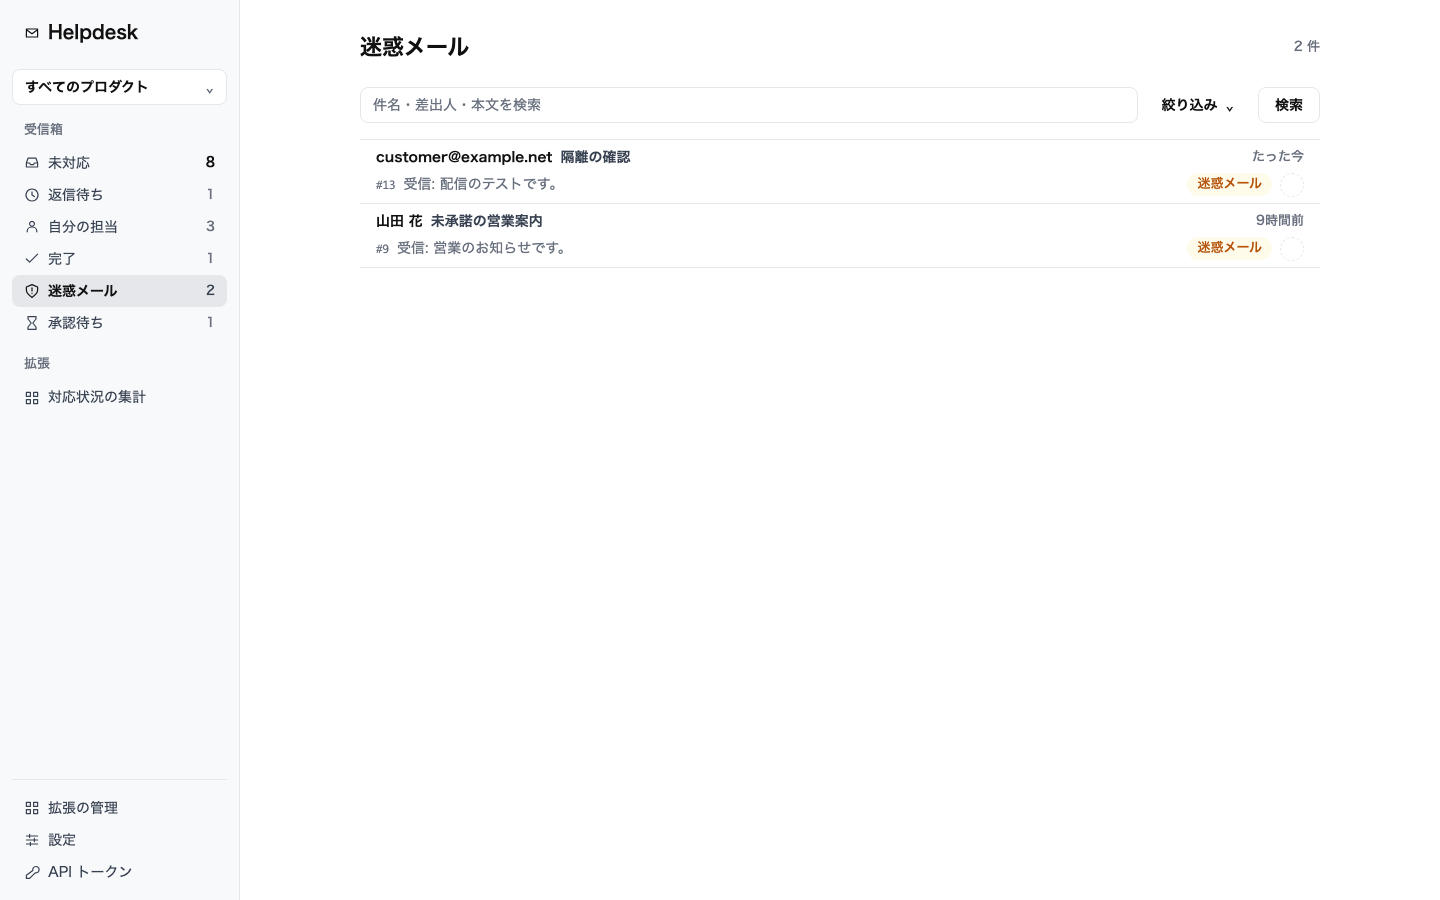 Helpdesk
すべてのプロダクト
受信箱
未対応 8
返信待ち 1
自分の担当 3
完了 1
迷惑メール 2
承認待ち 1
拡張
対応状況の集計
拡張の管理
設定
API トークン
迷惑メール 2 件
件名・差出人・本文を検索 絞り込み 検索
customer@example.net 隔離の確認 たった今
#13 受信: 配信のテストです。 迷惑メール
山田 花 未承諾の営業案内 9時間前
#9 受信: 営業のお知らせです。 迷惑メール